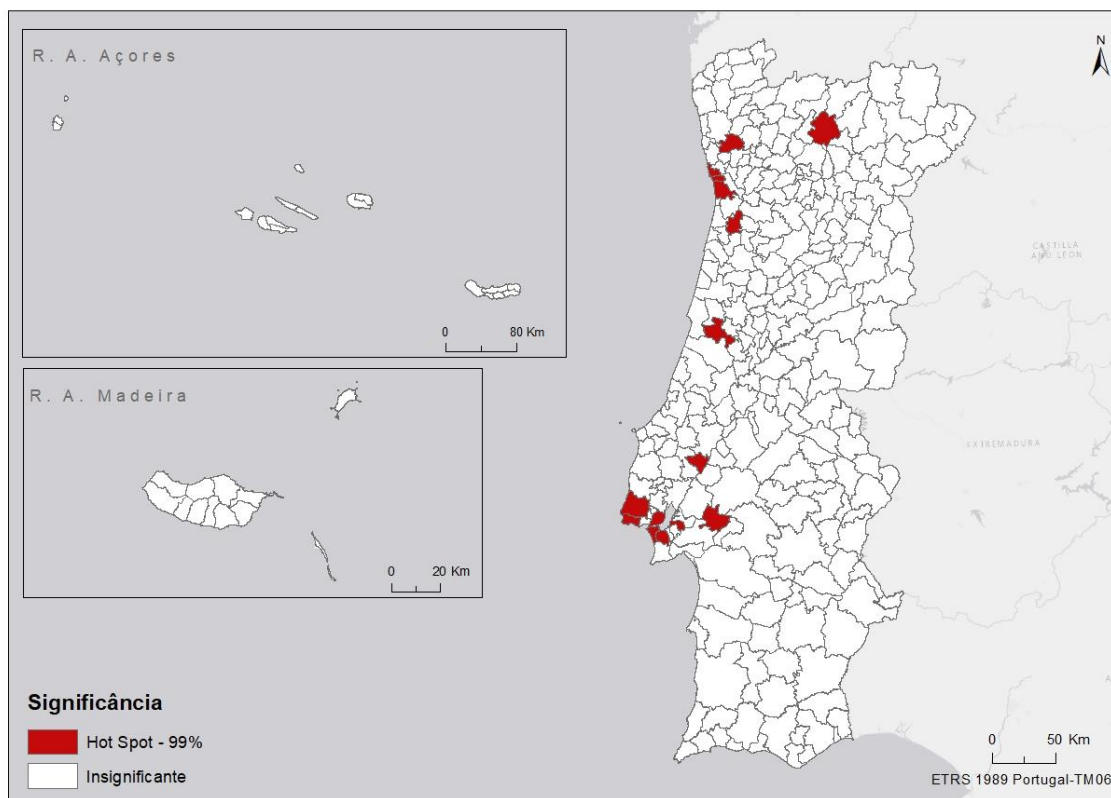 R. A. Açores
0 80 Km
R. A. Madeira
0 20 Km
N
CASTILLA
EXTREMADURA
Significância
Hot Spot - 99%
Insignificante
0 50 Km
ETRS 1989 Portugal-TM06